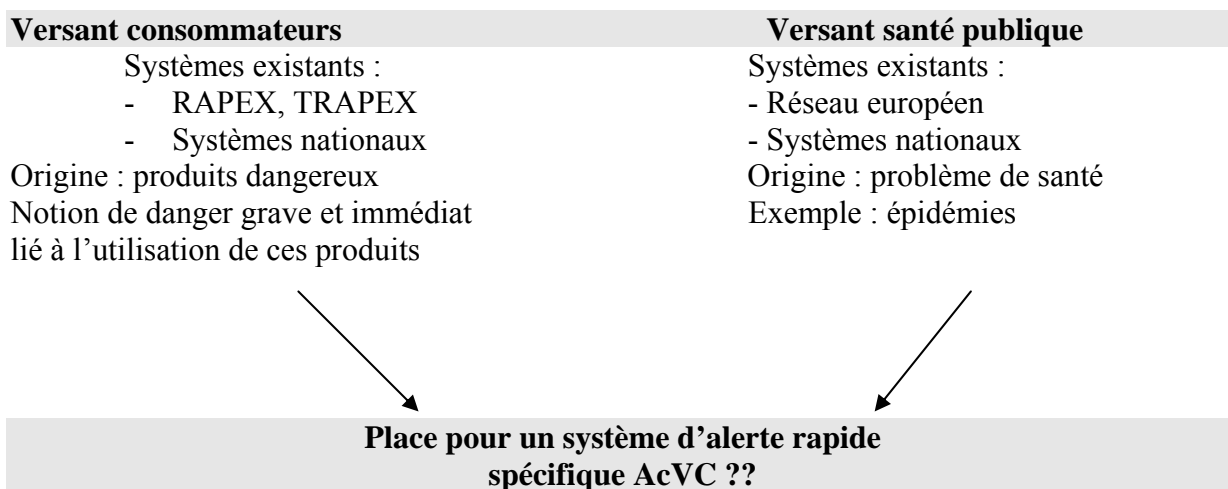 Versant consommateurs
Systèmes existants :
- RAPEX, TRAPEX
- Systèmes nationaux
Origine : produits dangereux
Notion de danger grave et immédiat
lié à l’utilisation de ces produits
Versant santé publique
Systèmes existants :
- Réseau européen
- Systèmes nationaux
Origine : problème de santé
Exemple : épidémies
Place pour un système d’alerte rapide
spécifique AcVC ??